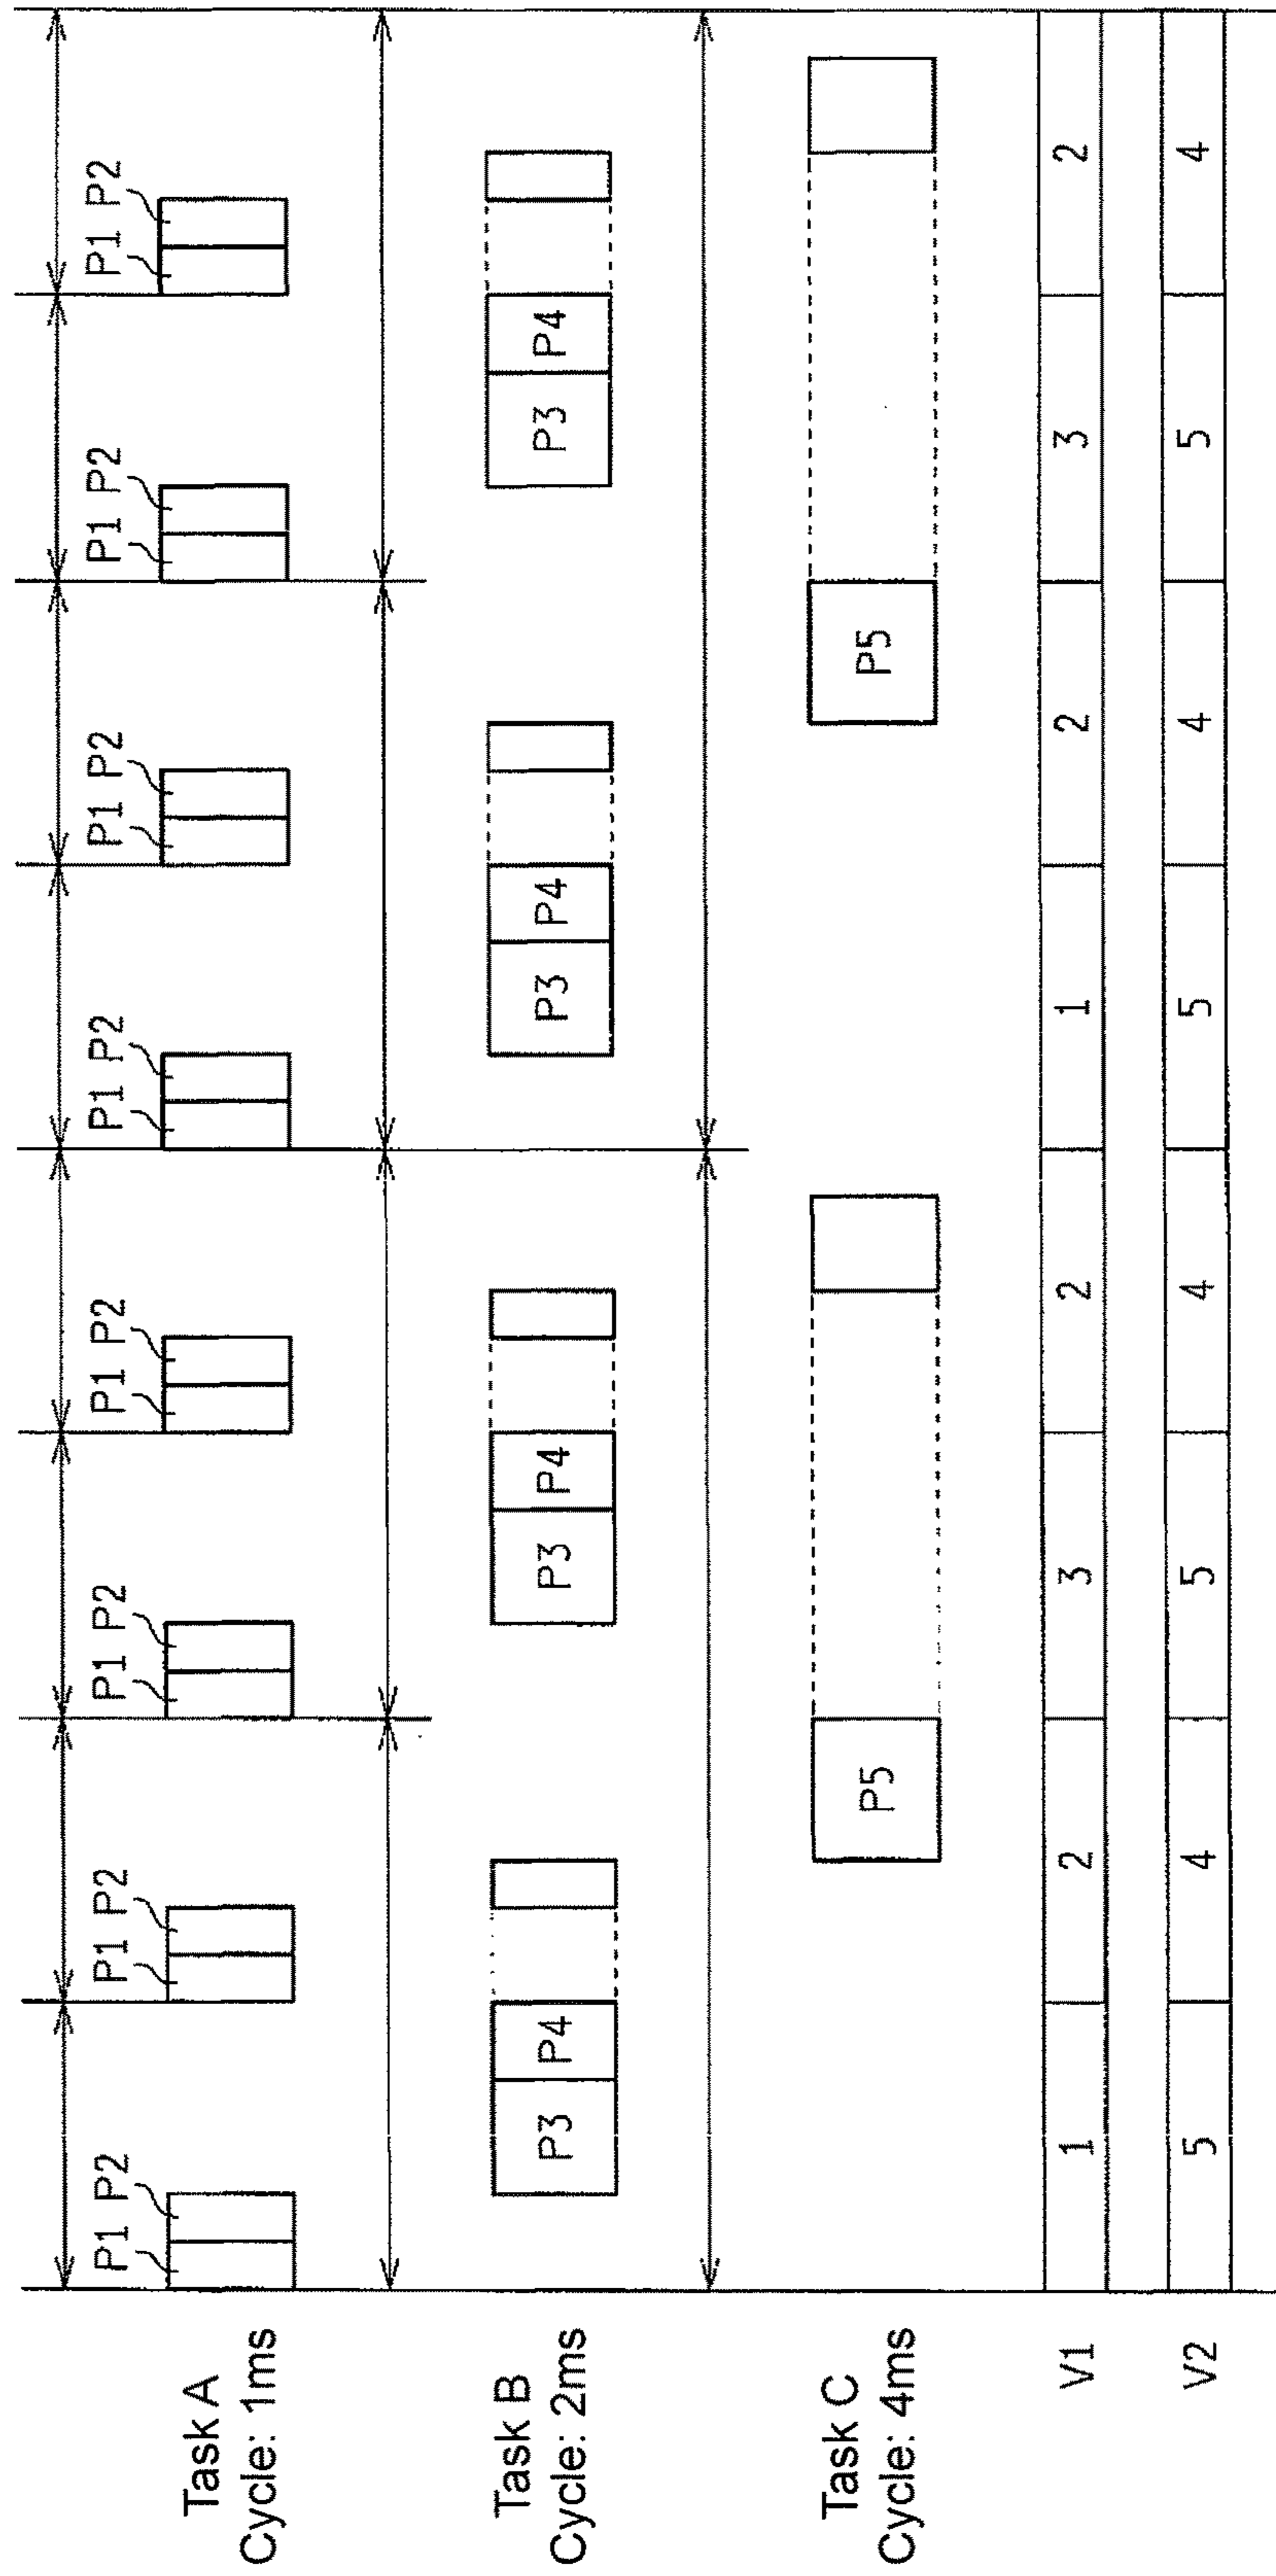 P1 P2 P1 P2 P1 P2 P1 P2 P1 P2 P1 P2 P1 P2 P1 P2
Task A
Cycle: 1ms
Task B
Cycle: 2ms
P3 P4 P3 P4 P3 P4 P3 P4
Task C
Cycle: 4ms
P5 P5
V1 1 2 3 2 1 2 3 2
V2 5 4 5 4 5 4 5 4